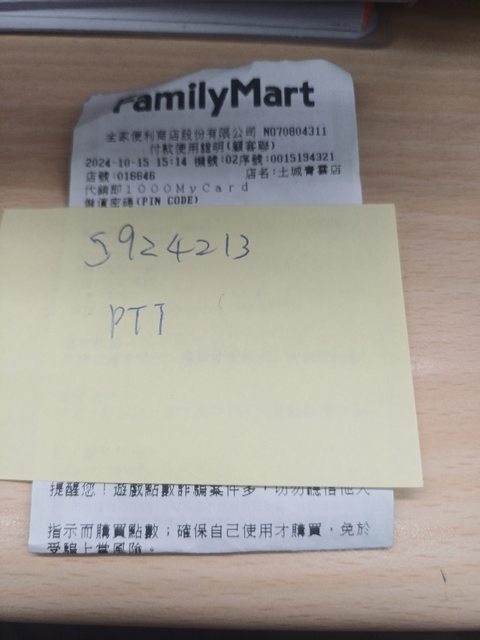 FamilyMart
全家便利商店股份有限公司 NO70804311
付款使用證明(顧客聯)
2024-10-15 15:14 機號:02序號:0015194321
店號:018646 店名:土城青雲店
代銷即1000MyCard
儲值密碼(PIN CODE)
S924213
PTT
提醒您!遊戲點數詐騙案件多,切勿聽信他人
指示而購買點數;確保自己使用才購買,免於
受騙上當風險。